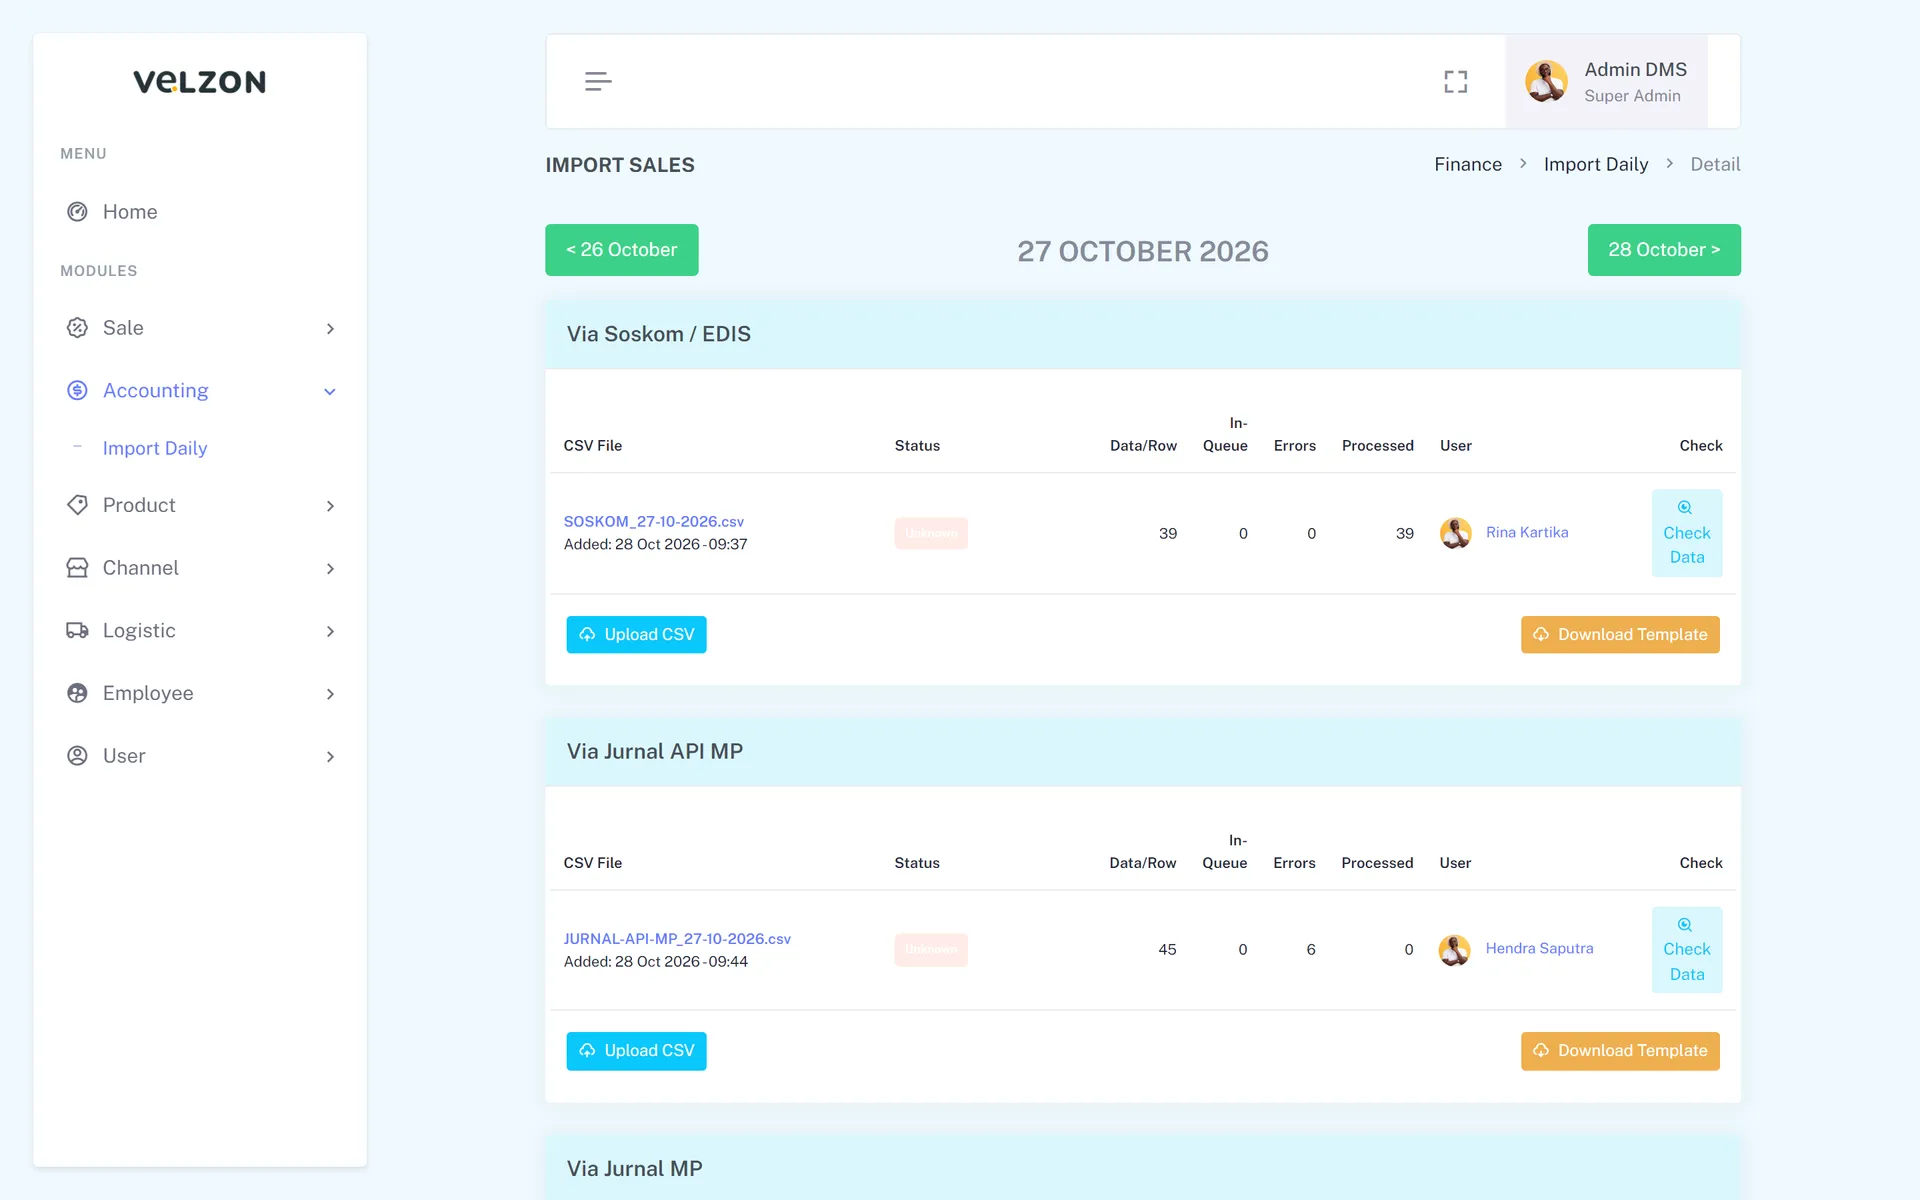 VELZON
MENU
Home
MODULES
Sale
Accounting
Import Daily
Product
Channel
Logistic
Employee
User
Admin DMS
Super Admin
IMPORT SALES
Finance > Import Daily > Detail
< 26 October
27 OCTOBER 2026
28 October >
Via Soskom / EDIS
CSV File Status Data/Row In-Queue Errors Processed User Check
SOSKOM_27-10-2026.csv
Added: 28 Oct 2026-09:37
Unknown
39 0 0 39 Rina Kartika
Check
Data
Upload CSV
Download Template
Via Jurnal API MP
CSV File Status Data/Row In-Queue Errors Processed User Check
JURNAL-API-MP_27-10-2026.csv
Added: 28 Oct 2026-09:44
Unknown
45 0 6 0 Hendra Saputra
Check
Data
Upload CSV
Download Template
Via Jurnal MP